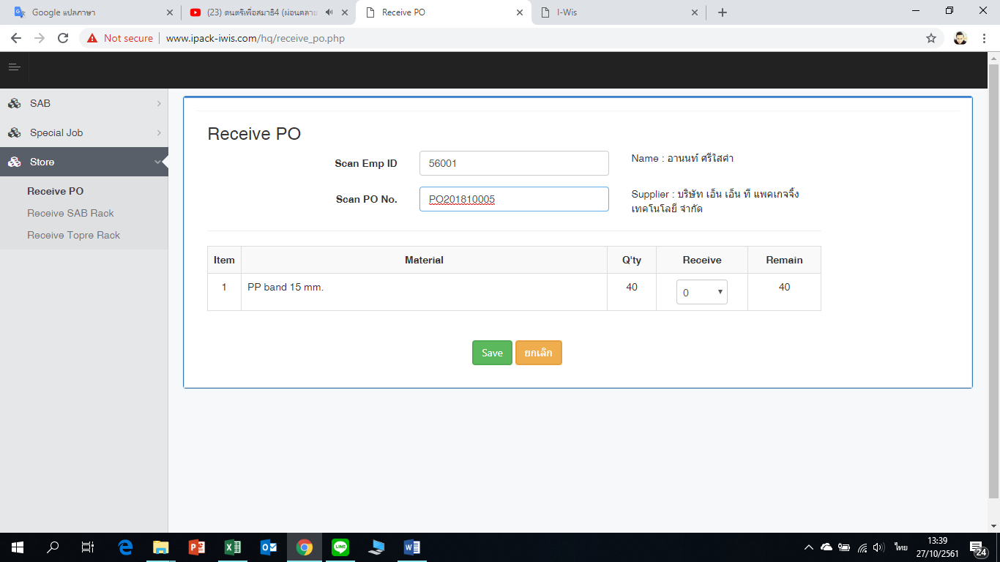 Google แปลภาษา
(23) ดนตรีเพื่อสมาธิ4 (ผ่อนคลาย
Receive PO
I-Wis
Not secure
www.ipack-iwis.com/hq/receive_po.php
SAB
Special Job
Store
Receive PO
Receive SAB Rack
Receive Topre Rack
Receive PO
Scan Emp ID
56001
Name : อานนท์ ศรีใสคำ
Scan PO No.
PO201810005
Supplier : บริษัท เอ็น เอ็น ที แพคเกจจิ้ง
เทคโนโลยี จำกัด
Item Material Q'ty Receive Remain
1 PP band 15 mm. 40 0 40
Save ยกเลิก
ไทย
13:39
27/10/2561
24